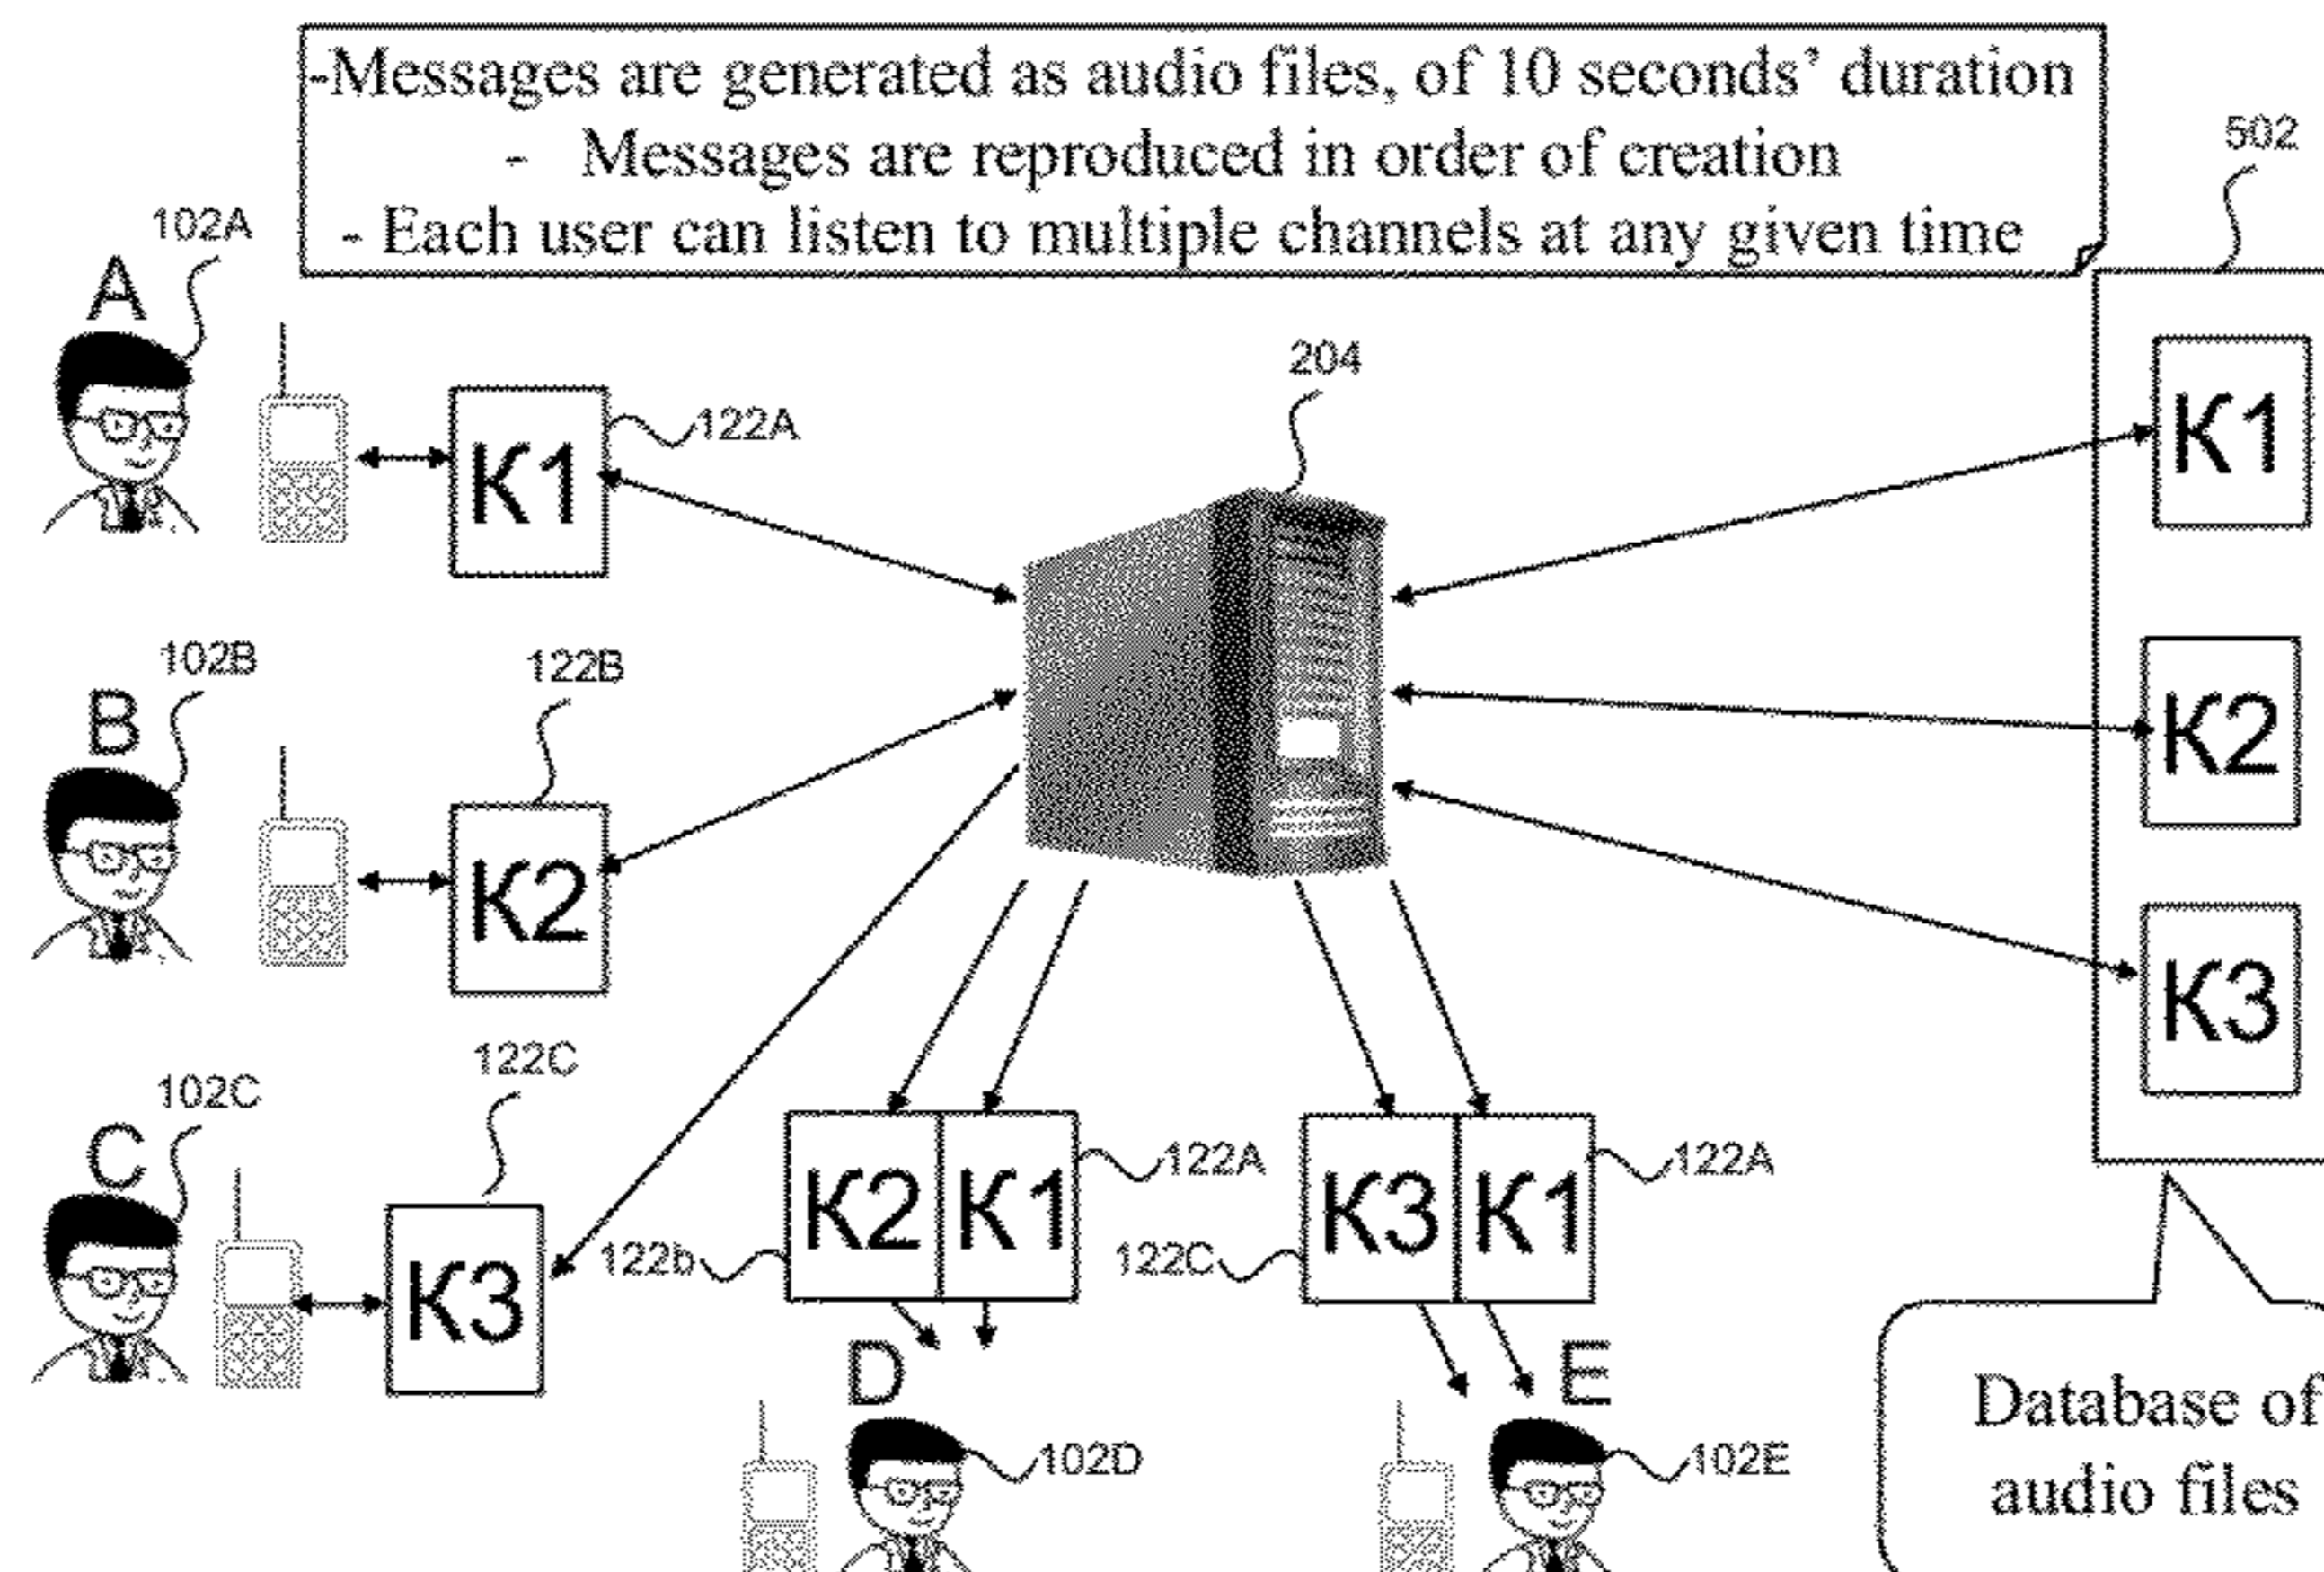 -Messages are generated as audio files, of 10 seconds' duration
- Messages are reproduced in order of creation
- Each user can listen to multiple channels at any given time
502
102A
A
204
K1
122A
K1
102B
122B
B
K2
K2
K3
122C
102C
C
K3
K2 K1
122A
122b
K3 K1
122A
122C
D
E
102D
102E
Database of
audio files